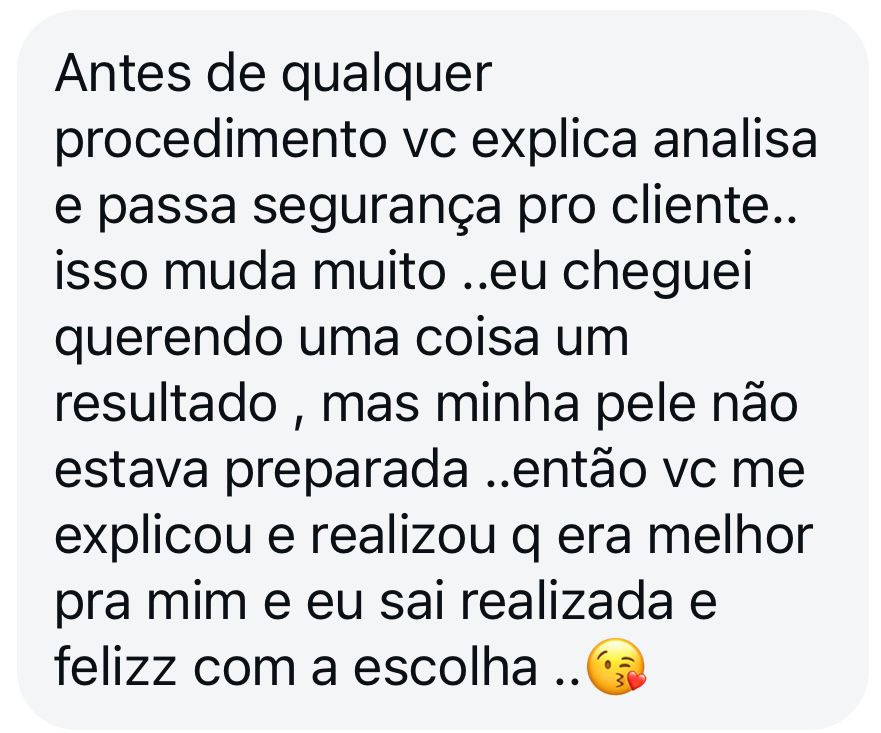 Antes de qualquer
procedimento vc explica analisa
e passa segurança pro cliente..
isso muda muito ..eu cheguei
querendo uma coisa um
resultado , mas minha pele não
estava preparada ..então vc me
explicou e realizou q era melhor
pra mim e eu sai realizada e
felizz com a escolha ..😘